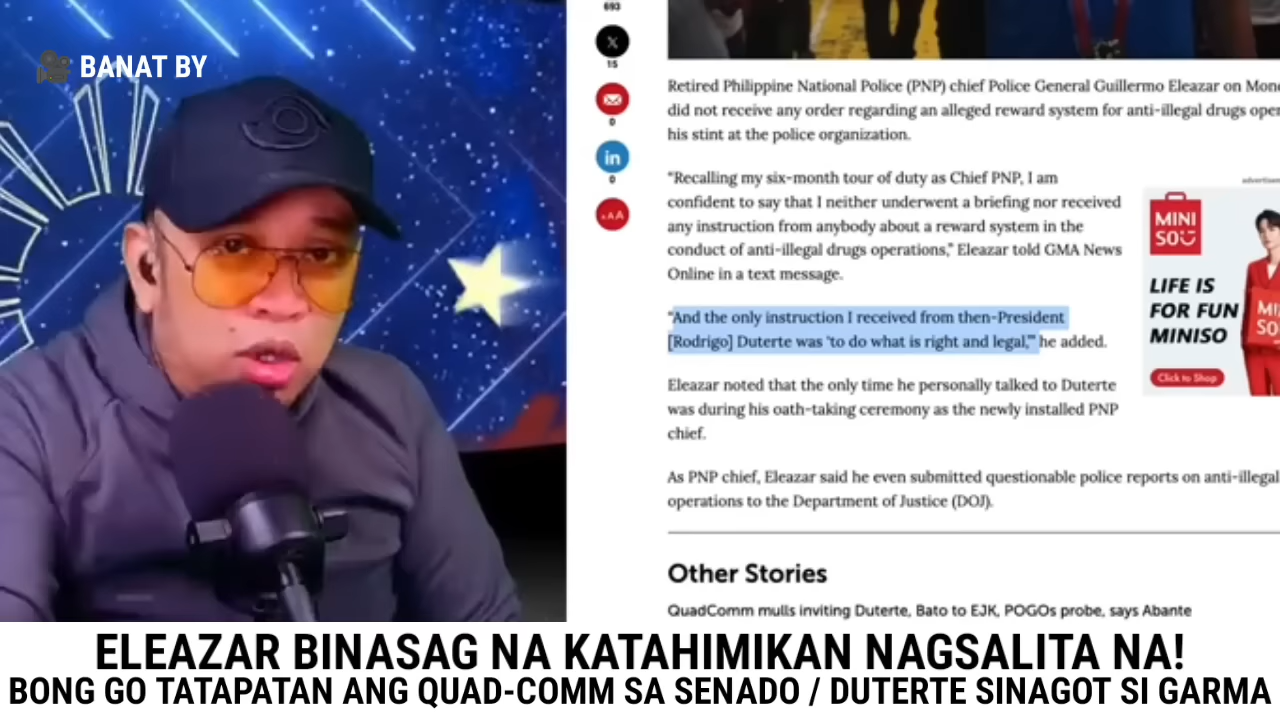 BANAT BY
693
15
0
0
AAA
Retired Philippine National Police (PNP) chief Police General Guillermo Eleazar on Mon
did not receive any order regarding an alleged reward system for anti-illegal drugs oper
his stint at the police organization.
"Recalling my six-month tour of duty as Chief PNP, I am
confident to say that I neither underwent a briefing nor received
any instruction from anybody about a reward system in the
conduct of anti-illegal drugs operations," Eleazar told GMA News
Online in a text message.
"And the only instruction I received from then-President
[Rodrigo] Duterte was 'to do what is right and legal,'" he added.
Eleazar noted that the only time he personally talked to Duterte
was during his oath-taking ceremony as the newly installed PNP
chief.
As PNP chief, Eleazar said he even submitted questionable police reports on anti-illegal
operations to the Department of Justice (DOJ).
advertisem
MINI
SO
LIFE IS
FOR FUN
MINISO
Click to Shop
Other Stories
QuadComm mulls inviting Duterte, Bato to EJK, POGOs probe, says Abante
ELEAZAR BINASAG NA KATAHIMIKAN NAGSALITA NA!
BONG GO TATAPATAN ANG QUAD-COMM SA SENADO / DUTERTE SINAGOT SI GARMA